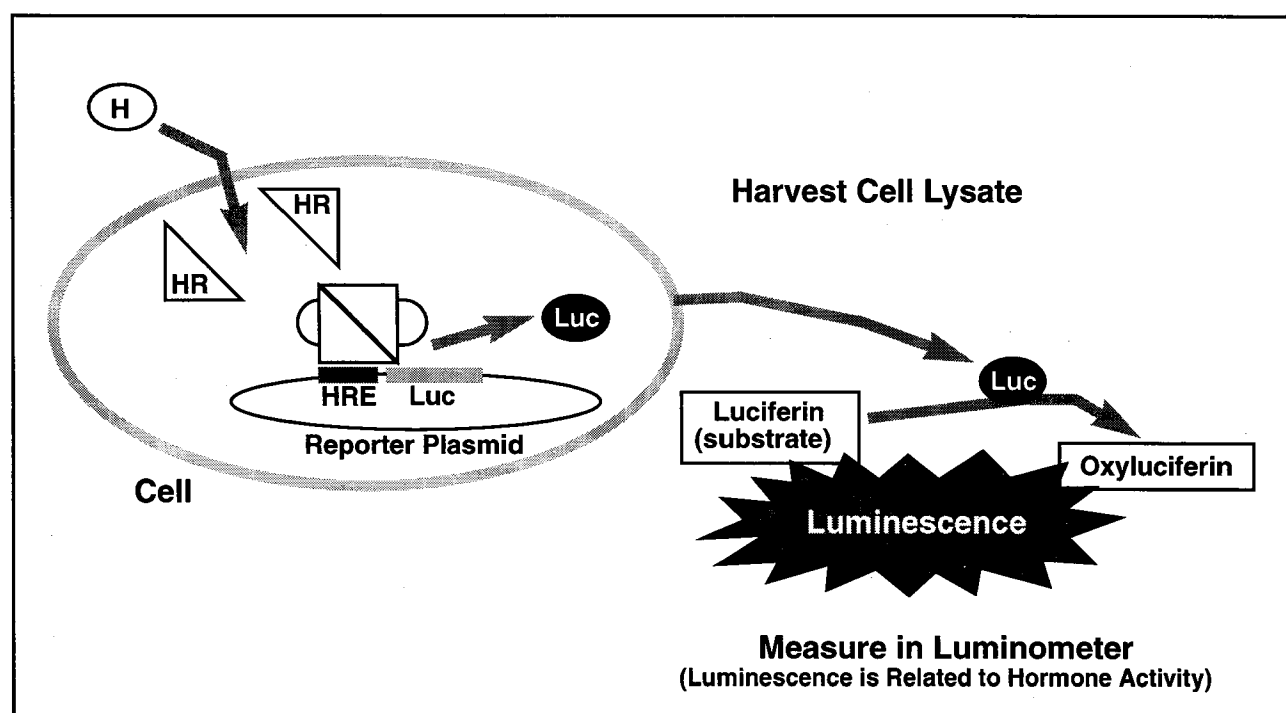 H
HR
HR
Luc
HRE
Luc
Reporter Plasmid
Cell
Harvest Cell Lysate
Luc
Luciferin
(substrate)
Oxyluciferin
Luminescence
Measure in Luminometer
(Luminescence is Related to Hormone Activity)